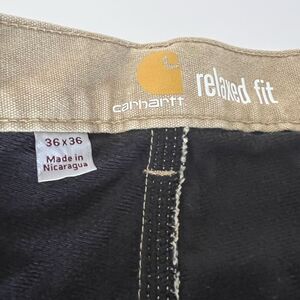 carhartt
relaxed fit
36x36
Made in
Nicaragua